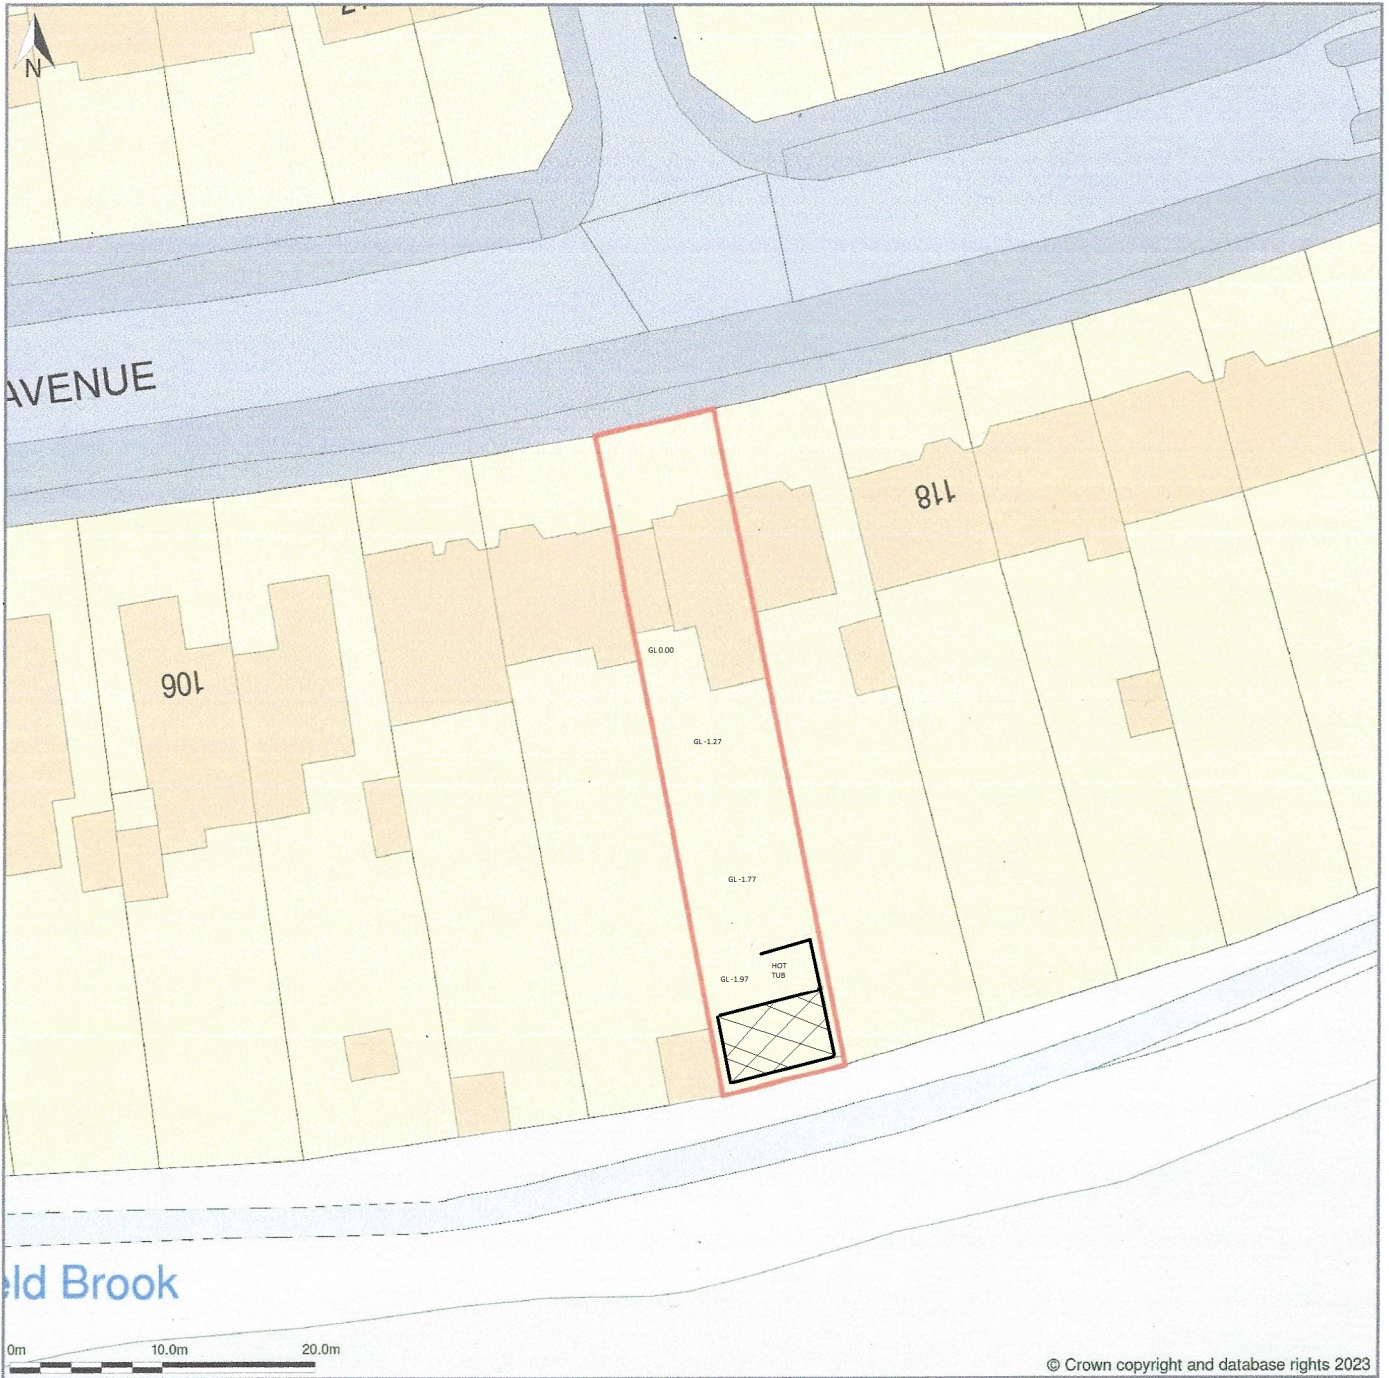 N
AVENUE
118
106
GL 0.00
GL -1.27
GL -1.77
HOT
TUB
GL -1.97
eld Brook
0m 10.0m 20.0m
© Crown copyright and database rights 2023